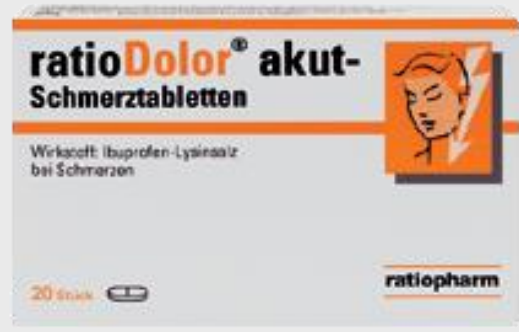 ratioDolor® akut-
Schmerztabletten
Wirkstoff: Ibuprofen-Lysinsalz
bei Schmerzen
20 Stück
ratiopharm